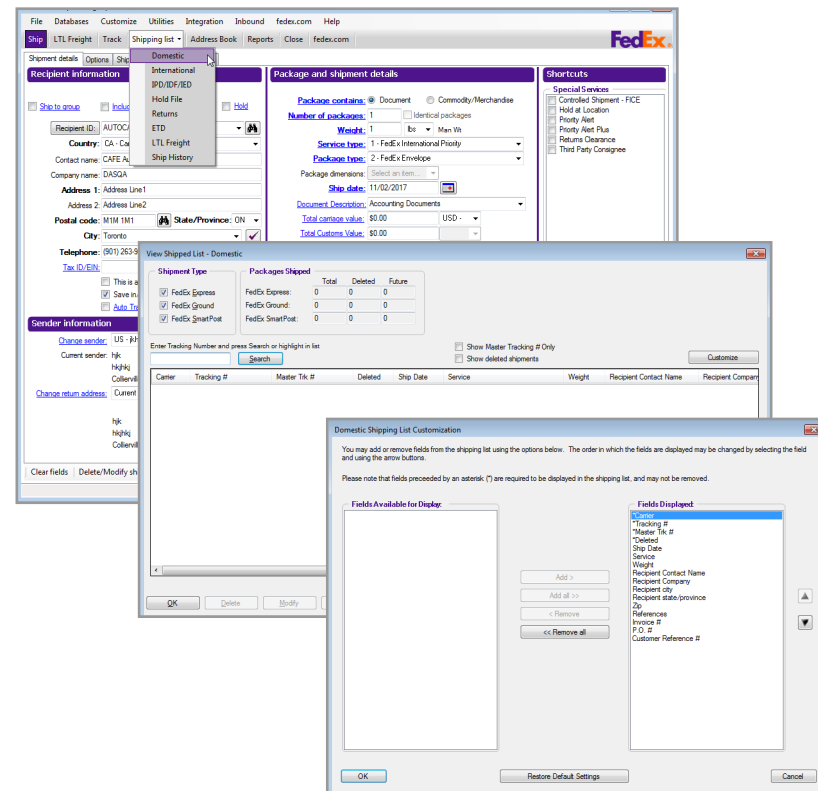 File Databases Customize Utilities Integration Inbound fedex.com Help
Ship LTL Freight Track Shipping list Address Book Reports Close fedex.com
FedEx
Shipment details Options
Domestic
International
IPD/IDF/IED
Hold File
Returns
ETD
LTL Freight
Ship History
Recipient information
Ship to group Hold
Recipient ID:
Country:
Contact name:
Company name: DASQA
Address 1: Address Line1
Address 2: Address Line2
Postal code: M1M 1M1 State/Province: ON
City: Toronto
Telephone: (901) 263-9
Tax ID/EIN:
This is a
Save in
Sender information
Change sender: US -
Current sender: hjk
hkjhkj
Change return address: Current
hjk
hkjhkj
Clear fields Delete/Modify
Package and shipment details
Package contains: Document Commodity/Merchandise
Number of packages: 1 Identical packages
Weight: 1 lbs Man Wt
Service type: 1 - FedEx International Priority
Package type: 2 - FedEx Envelope
Package dimensions: Select an item...
Ship date: 11/02/2017
Document Description: Accounting Documents
Total carriage value: $0.00 USD -
Total Customs Value: $0.00
Shortcuts
Special Services
Controlled Shipment - FICE
Hold at Location
Priority Alert
Priority Alert Plus
Returns Clearance
Third Party Consignee
View Shipped List - Domestic
Shipment Type
FedEx Express
FedEx Ground
FedEx SmartPost
Packages Shipped
Total Deleted Future
FedEx Express: 0 0 0
FedEx Ground: 0 0 0
FedEx SmartPost: 0 0 0
Enter Tracking Number and press Search or highlight in list
Search
Show Master Tracking # Only
Show deleted shipments
Customize
Carrier Tracking # Master Trk # Deleted Ship Date Service Weight Recipient Contact Name Recipient Company
OK Delete Modify
Domestic Shipping List Customization
You may add or remove fields from the shipping list using the options below. The order in which the fields are displayed may be changed by selecting the field
and using the arrow buttons.
Please note that fields preceeded by an asterisk (*) are required to be displayed in the shipping list, and may not be removed.
Fields Available for Display:
Add >
Add all >>
< Remove
<< Remove all
Fields Displayed:
*Carrier
*Tracking #
*Master Trk #
*Deleted
Ship Date
Service
Weight
Recipient Contact Name
Recipient Company
Recipient city
Recipient state/province
Zip
References
Invoice #
P.O. #
Customer Reference #
OK Restore Default Settings Cancel